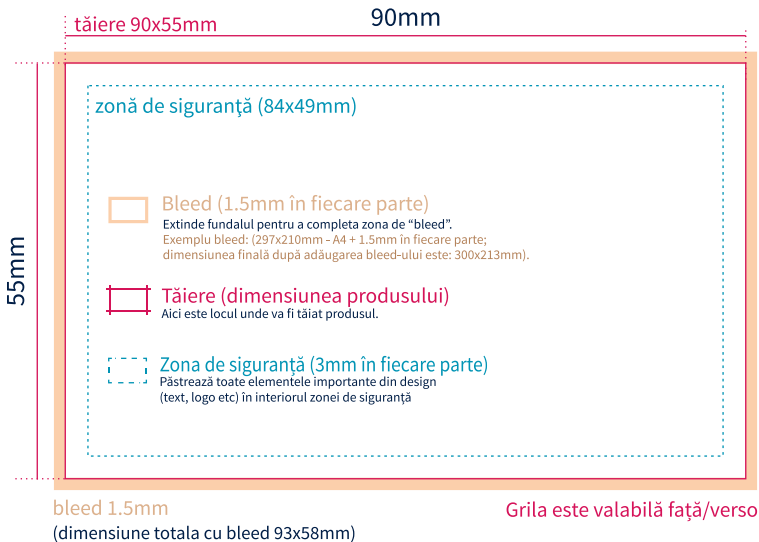 90mm
tăiere 90x55mm
55mm
zonă de siguranţă (84x49mm)
Bleed (1.5mm în fiecare parte)
Extinde fundalul pentru a completa zona de “bleed”.
Exemplu bleed: (297x210mm - A4 + 1.5mm în fiecare parte;
dimensiunea finală după adăugarea bleed-ului este: 300x213mm).
Tăiere (dimensiunea produsului)
Aici este locul unde va fi tăiat produsul.
Zona de siguranță (3mm în fiecare parte)
Păstrează toate elementele importante din design
(text, logo etc) în interiorul zonei de siguranţă
bleed 1.5mm
(dimensiune totala cu bleed 93x58mm)
Grila este valabilă față/verso